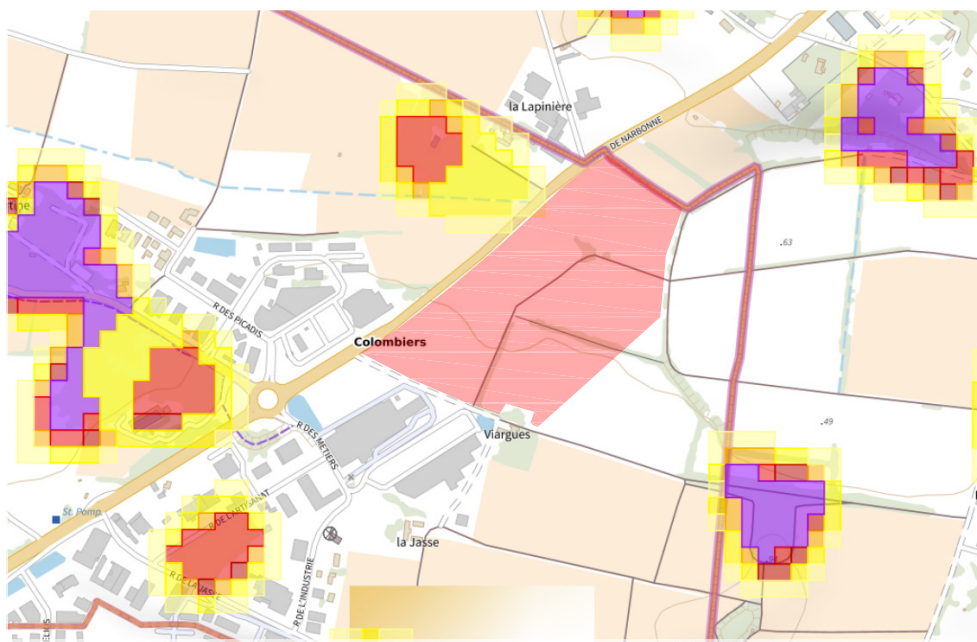 la Lapinière
DE NARBONNE
.63
R DES PICADIS
Colombiers
.49
Viargues
R DES METIERS
St. Pomp.
R DE L'ARTISANAT
la Jasse
R DE L'INDUSTRIE